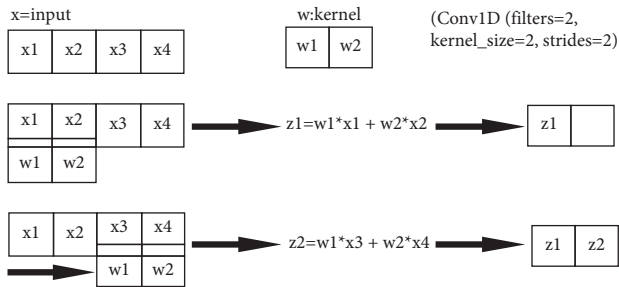 x=input
x1 x2 x3 x4
w:kernel
w1 w2
(Conv1D (filters=2,
kernel_size=2, strides=2)
x1 x2 x3 x4
w1 w2
z1=w1*x1 + w2*x2
z1
x1 x2 x3 x4
w1 w2
z2=w1*x3 + w2*x4
z1 z2